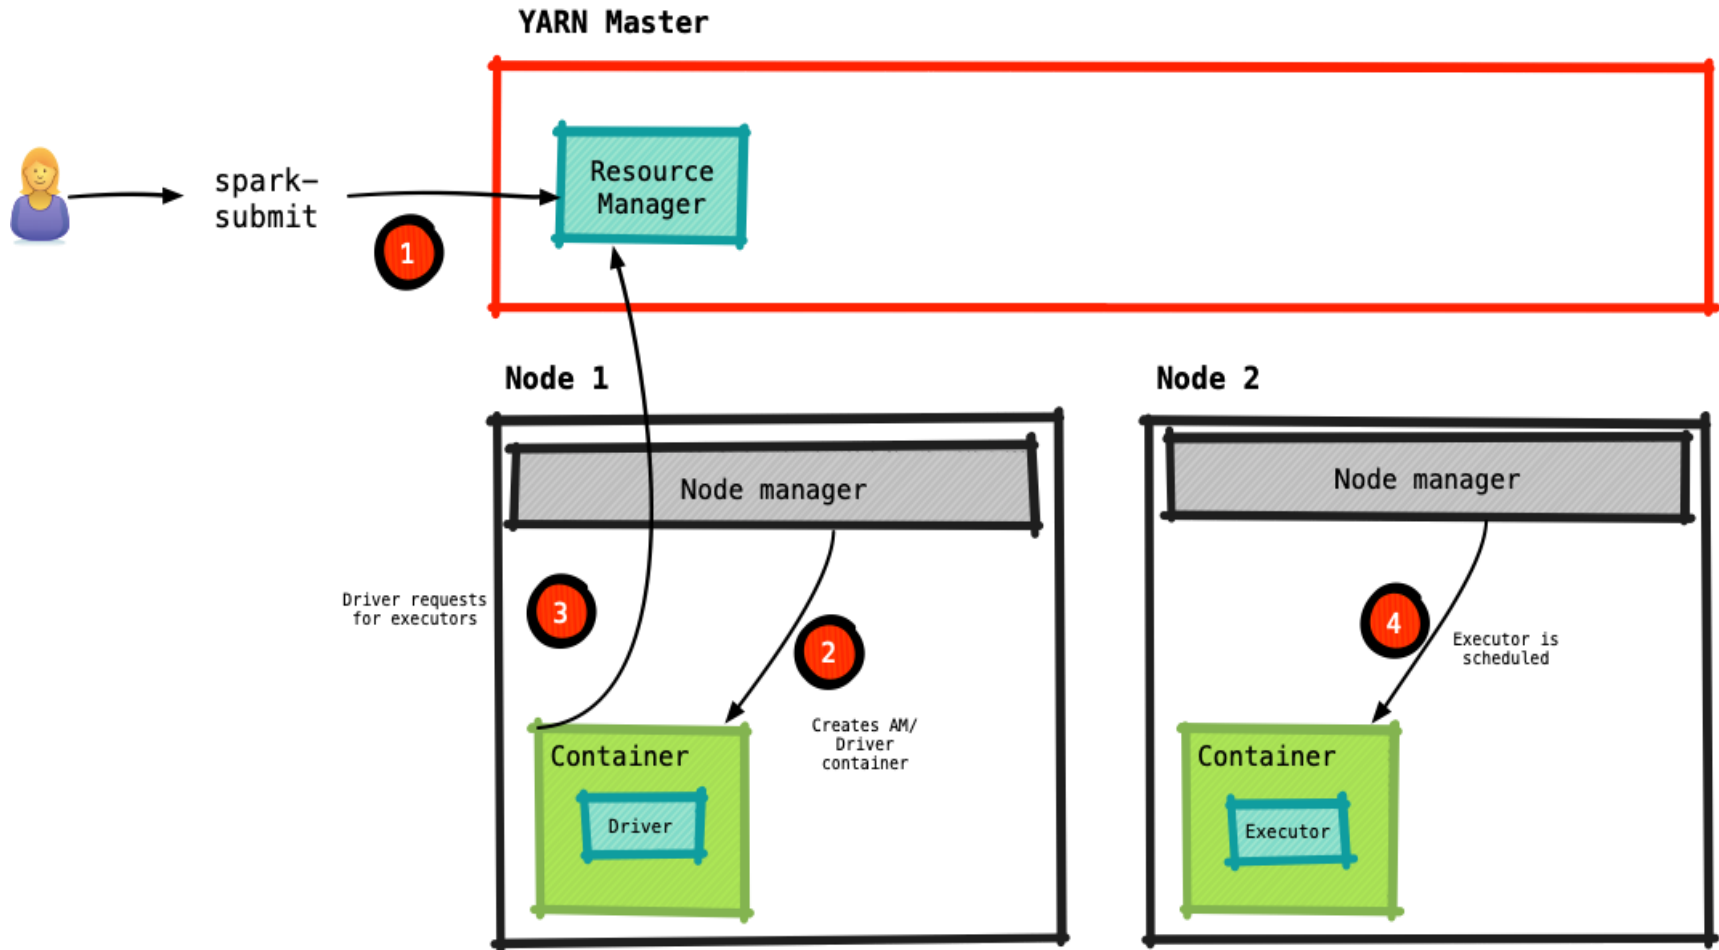 YARN Master
spark-
submit
1
Resource
Manager
Node 1
Node 2
Node manager
Node manager
Driver requests
for executors
3
2
4
Executor is
scheduled
Creates AM/
Driver
container
Container
Driver
Container
Executor